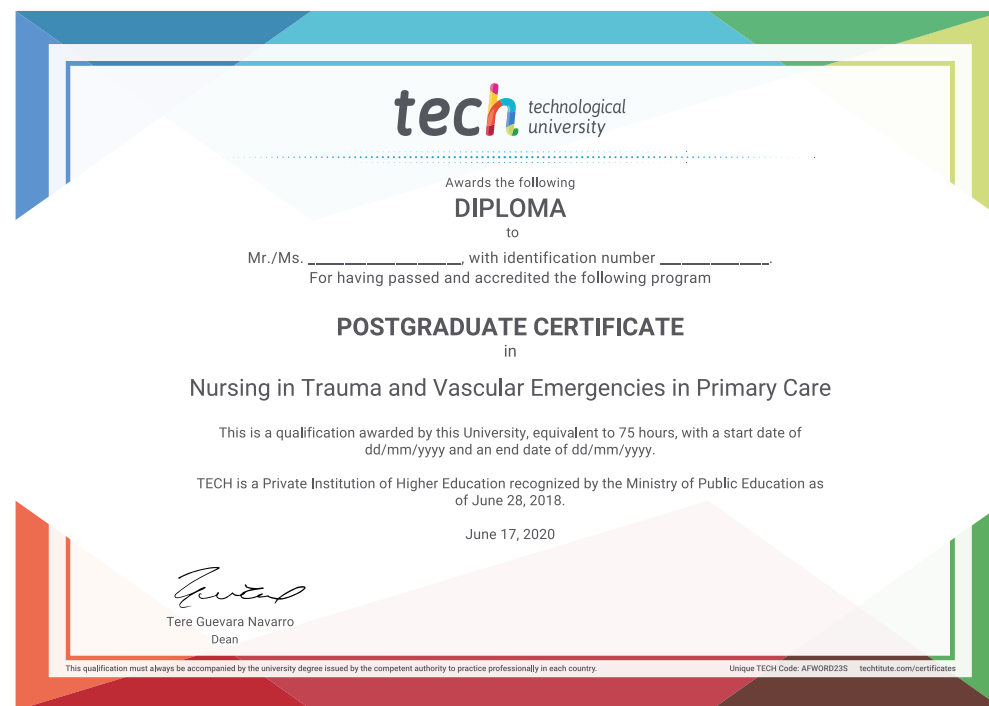 tech technological
university
Awards the following
DIPLOMA
to
Mr./Ms. ____________________, with identification number ______________.
For having passed and accredited the following program
POSTGRADUATE CERTIFICATE
in
Nursing in Trauma and Vascular Emergencies in Primary Care
This is a qualification awarded by this University, equivalent to 75 hours, with a start date of
dd/mm/yyyy and an end date of dd/mm/yyyy.
TECH is a Private Institution of Higher Education recognized by the Ministry of Public Education as
of June 28, 2018.
June 17, 2020
Tere Guevara Navarro
Dean
This qualification must always be accompanied by the university degree issued by the competent authority to practice professionally in each country. Unique TECH Code: AFWORD23S techtitute.com/certificates